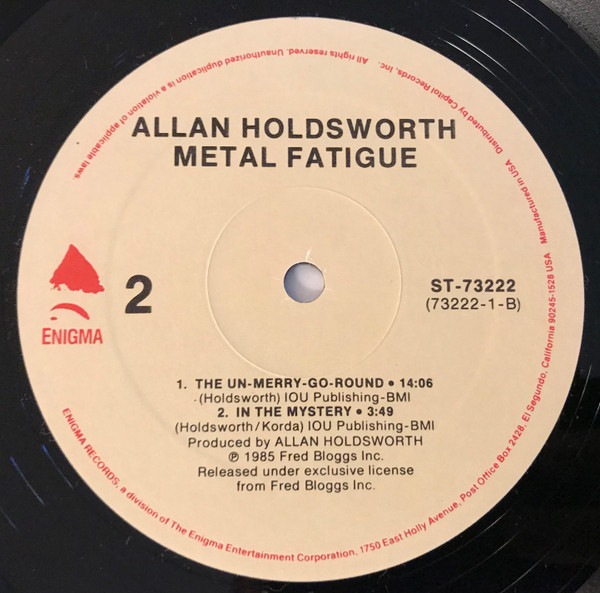 ALLAN HOLDSWORTH
METAL FATIGUE
ENIGMA
2
ST-73222
(73222-1-B)
1. THE UN-MERRY-GO-ROUND • 14:06
(Holdsworth) IOU Publishing-BMI
2. IN THE MYSTERY • 3:49
(Holdsworth/Korda) IOU Publishing-BMI
Produced by ALLAN HOLDSWORTH
℗ 1985 Fred Bloggs Inc.
Released under exclusive license
from Fred Bloggs Inc.
ENIGMA RECORDS, a division of The Enigma Entertainment Corporation, 1750 East Holly Avenue, Post Office Box 2428, El Segundo, California 90245-1528 USA Manufactured in USA Distributed by Capitol Records, Inc. All rights reserved. Unauthorized duplication is a violation of applicable laws.